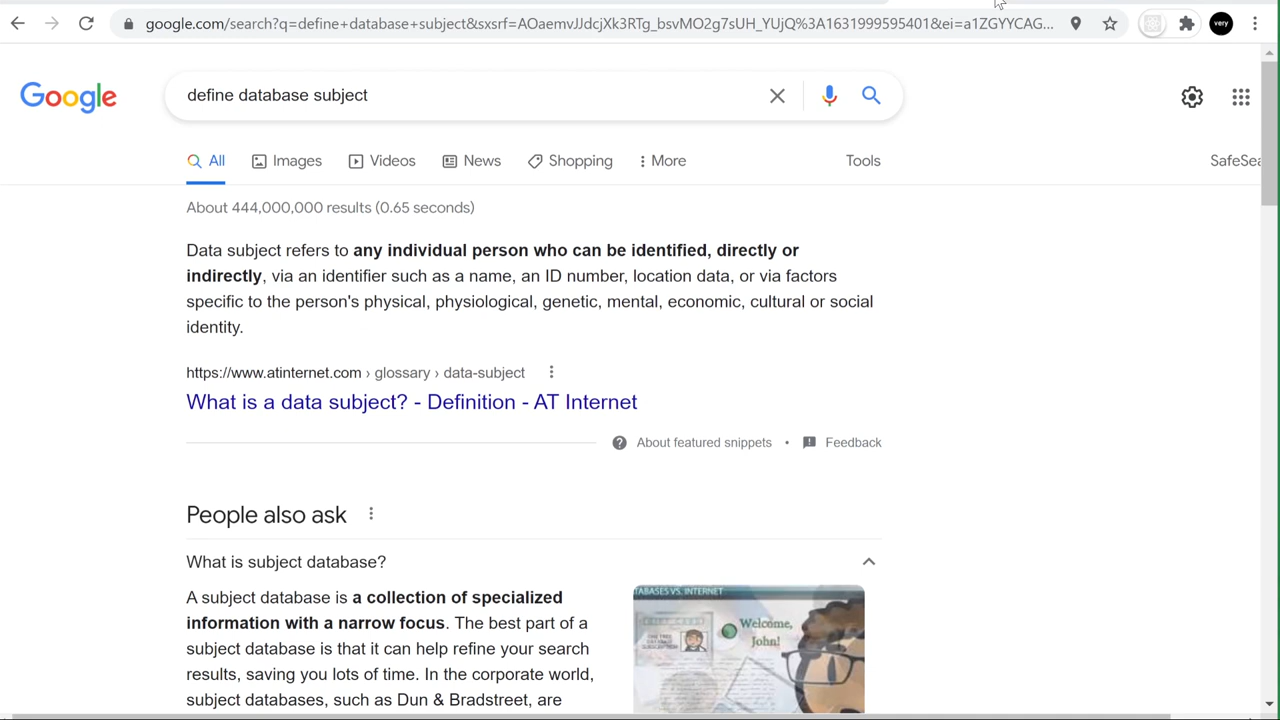 google.com/search?q=define+database+subject&sxsrf=AOaemvJJdcjXk3RTg_bsvMO2g7sUH_YUjQ%3A1631999595401&ei=a1ZGYYCAG...
very
Google
define database subject
All
Images
Videos
News
Shopping
More
Tools
SafeSea
About 444,000,000 results (0.65 seconds)
Data subject refers to any individual person who can be identified, directly or
indirectly, via an identifier such as a name, an ID number, location data, or via factors
specific to the person's physical, physiological, genetic, mental, economic, cultural or social
identity.
https://www.atinternet.com › glossary › data-subject
What is a data subject? - Definition - AT Internet
About featured snippets • Feedback
People also ask
What is subject database?
A subject database is a collection of specialized
information with a narrow focus. The best part of a
subject database is that it can help refine your search
results, saving you lots of time. In the corporate world,
subject databases, such as Dun & Bradstreet, are
TABASES VS. INTERNET
Welcome,
John!